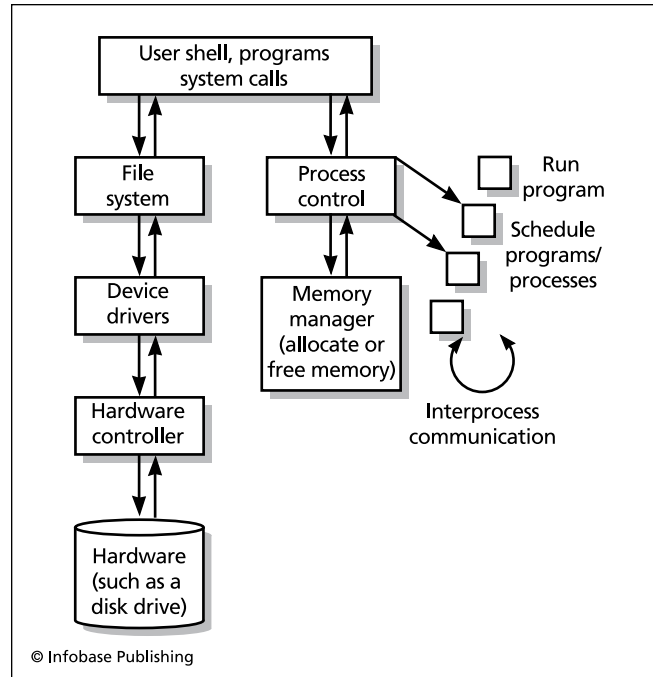 User shell, programs
system calls
File
system
Process
control
Run
program
Schedule
programs/
processes
Device
drivers
Memory
manager
(allocate or
free memory)
Hardware
controller
Interprocess
communication
Hardware
(such as a
disk drive)
© Infobase Publishing